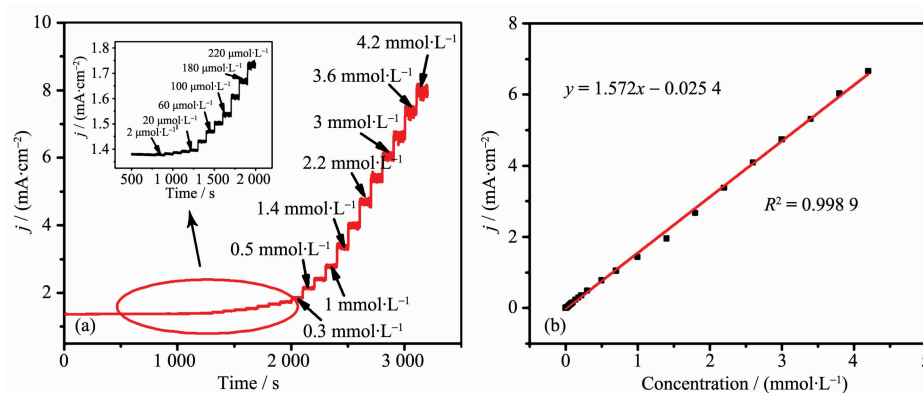 10
8
6
4
2
j / (mA·cm–2)
0
1 000
2 000
3 000
Time / s
(a)
1.8
1.7
1.6
1.5
1.4
j / (mA·cm–2)
500
1 000
1 500
2 000
Time / s
220 μmol·L–1
180 μmol·L–1
100 μmol·L–1
60 μmol·L–1
20 μmol·L–1
2 μmol·L–1
4.2 mmol·L–1
3.6 mmol·L–1
3 mmol·L–1
2.2 mmol·L–1
1.4 mmol·L–1
0.5 mmol·L–1
1 mmol·L–1
0.3 mmol·L–1
8
6
4
2
0
j / (mA·cm–2)
y = 1.572x – 0.025 4
R2 = 0.998 9
(b)
0
1
2
3
4
5
Concentration / (mmol·L–1)